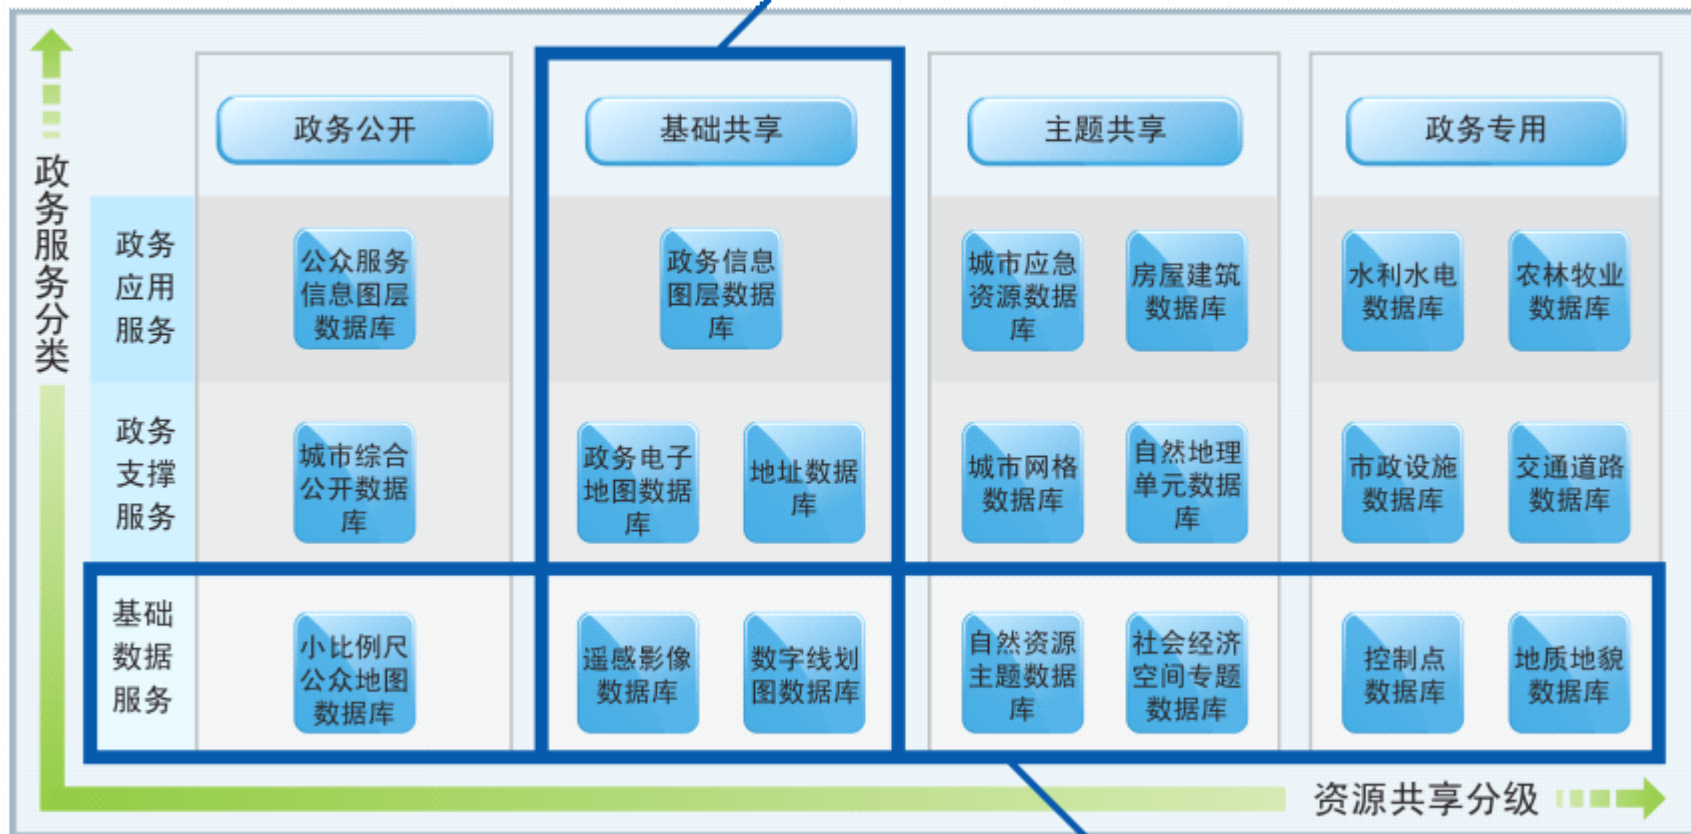 政务公开
基础共享
主题共享
政务专用
政务服务分类
政务
应用
服务
公众服务
信息图层
数据库
政务信息
图层数据
库
城市应急
资源数据
库
房屋建筑
数据库
水利水电
数据库
农林牧业
数据库
政务
支撑
服务
城市综合
公开数据
库
政务电子
地图数据
库
地址数据
库
城市网格
数据库
自然地理
单元数据
库
市政设施
数据库
交通道路
数据库
基础
数据
服务
小比例尺
公众地图
数据库
遥感影像
数据库
数字线划
图数据库
自然资源
主题数据
库
社会经济
空间专题
数据库
控制点
数据库
地质地貌
数据库
资源共享分级